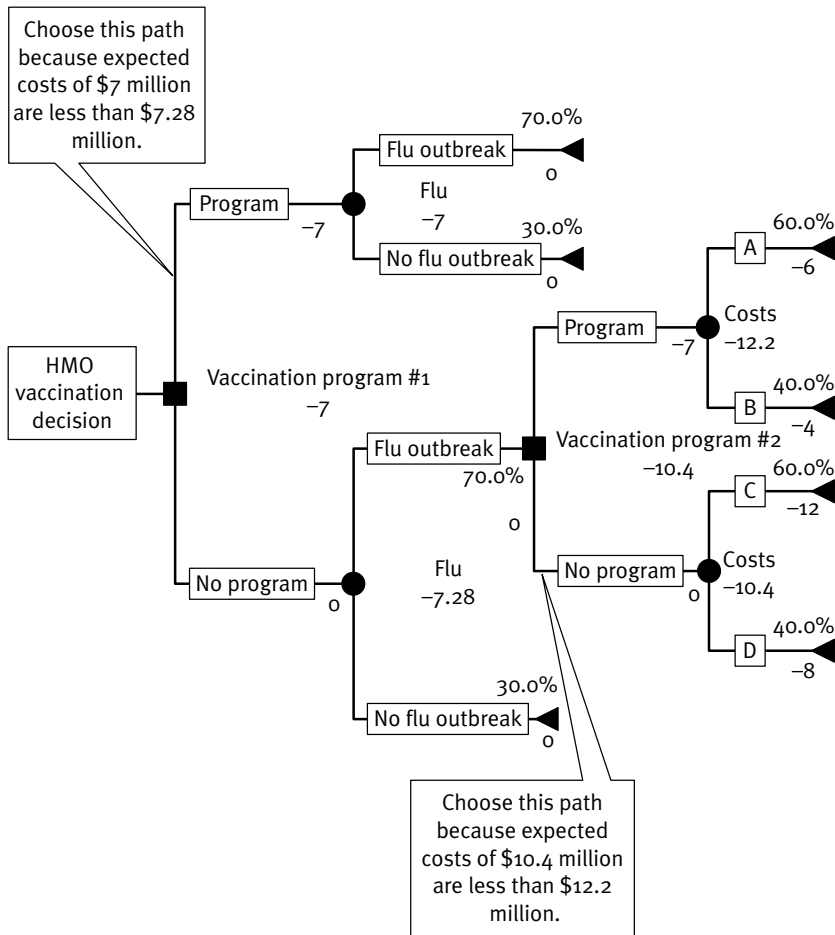 Choose this path
because expected
costs of $7 million
are less than $7.28
million.
70.0%
Flu outbreak
0
Program
Flu
–7
–7
30.0%
No flu outbreak
0
60.0%
A
–6
Program
Costs
–7
–12.2
HMO
vaccination
decision
Vaccination program #1
–7
40.0%
B
–4
Flu outbreak
Vaccination program #2
70.0%
–10.4
60.0%
C
–12
0
Flu
–7.28
No program
0
No program
Costs
0
–10.4
40.0%
D
–8
30.0%
No flu outbreak
0
Choose this path
because expected
costs of $10.4 million
are less than $12.2
million.